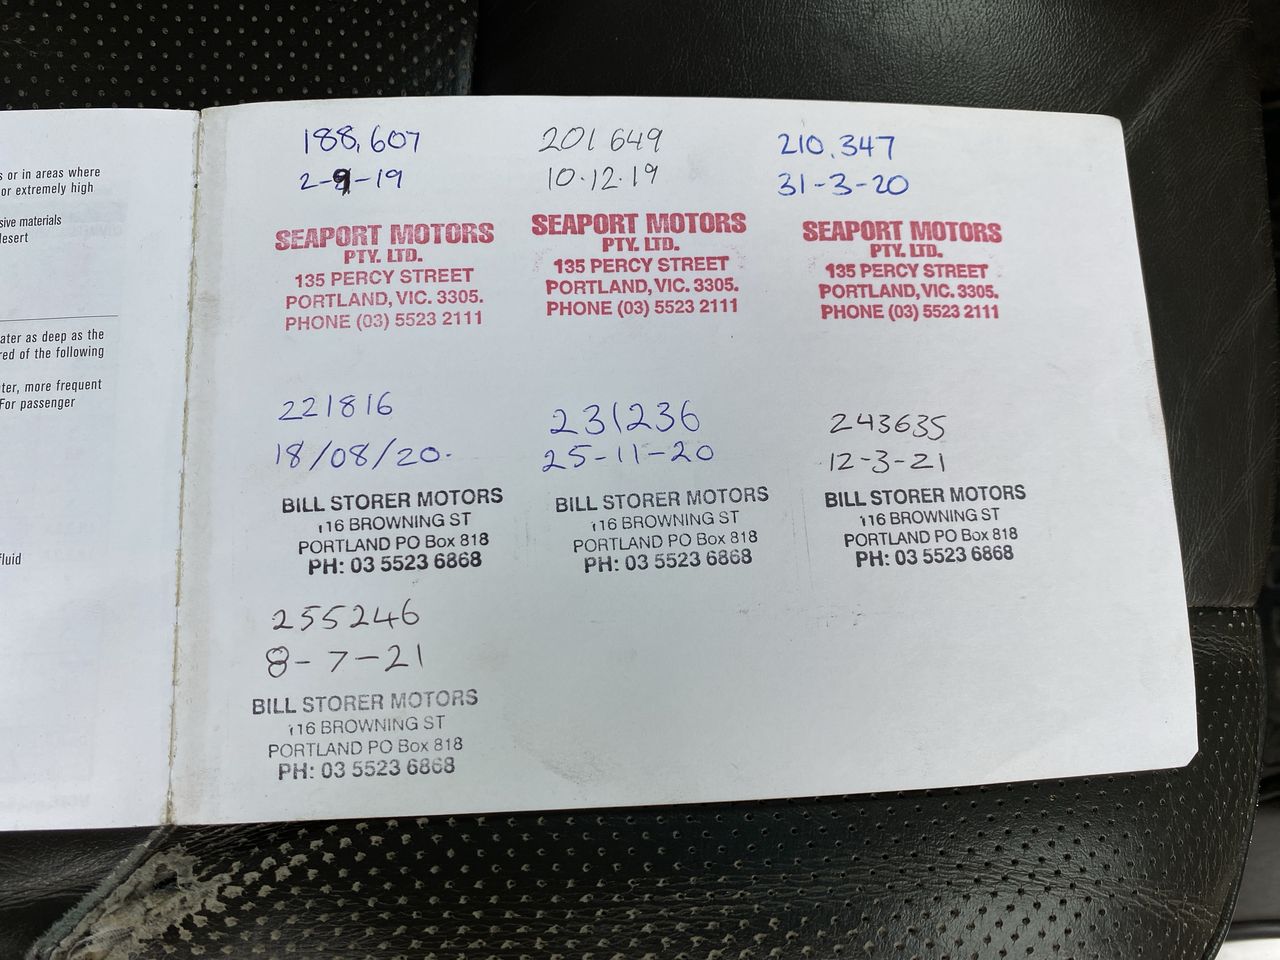 s or in areas where
or extremely high
sive materials
desert
ater as deep as the
red of the following
ter, more frequent
For passenger
fluid
188,607
2-9-19
SEAPORT MOTORS
PTY. LTD.
135 PERCY STREET
PORTLAND, VIC. 3305.
PHONE (03) 5523 2111
201 649
10.12.19
SEAPORT MOTORS
PTY. LTD.
135 PERCY STREET
PORTLAND, VIC. 3305.
PHONE (03) 5523 2111
210,347
31-3-20
SEAPORT MOTORS
PTY. LTD.
135 PERCY STREET
PORTLAND, VIC. 3305.
PHONE (03) 5523 2111
221816
18/08/20.
BILL STORER MOTORS
116 BROWNING ST
PORTLAND PO Box 818
PH: 03 5523 6868
231236
25-11-20
BILL STORER MOTORS
116 BROWNING ST
PORTLAND PO Box 818
PH: 03 5523 6868
243635
12-3-21
BILL STORER MOTORS
116 BROWNING ST
PORTLAND PO Box 818
PH: 03 5523 6868
255246
8-7-21
BILL STORER MOTORS
116 BROWNING ST
PORTLAND PO Box 818
PH: 03 5523 6868